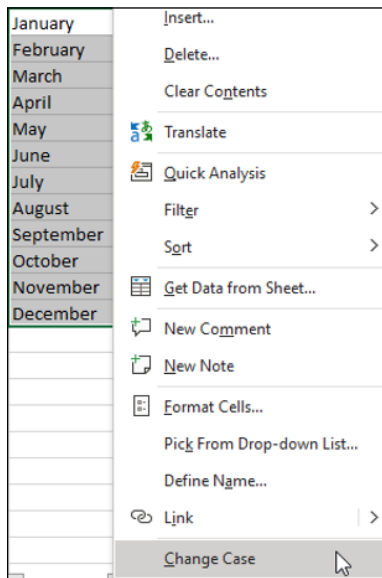 January
February
March
April
May
June
July
August
September
October
November
December
Insert...
Delete...
Clear Contents
Translate
Quick Analysis
Filter
Sort
Get Data from Sheet...
New Comment
New Note
Format Cells...
Pick From Drop-down List...
Define Name...
Link
Change Case